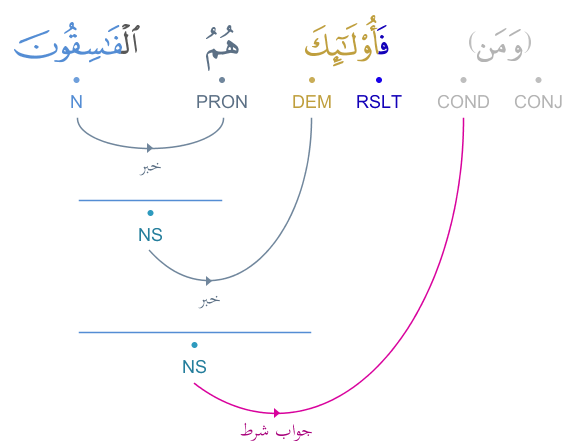 (وَمَن) فَأُوْلَٰٓئِكَ هُمُ ٱلْفَٰسِقُونَ
CONJ COND RSLT DEM PRON N
خبر
NS
خبر
NS
جواب شرط